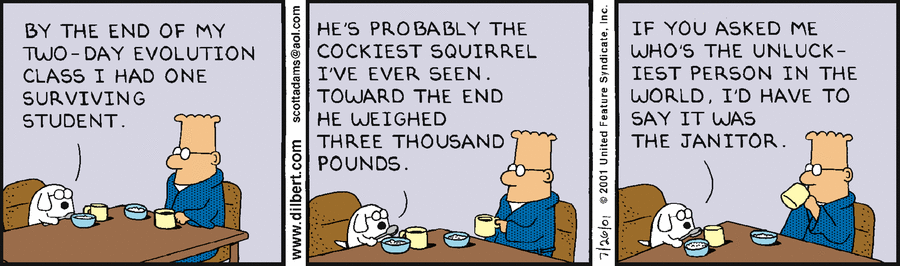 BY THE END OF MY
TWO-DAY EVOLUTION
CLASS I HAD ONE
SURVIVING
STUDENT.
www.dilbert.com scottadams@aol.com
HE'S PROBABLY THE
COCKIEST SQUIRREL
I'VE EVER SEEN.
TOWARD THE END
HE WEIGHED
THREE THOUSAND
POUNDS.
7/26/01 © 2001 United Feature Syndicate, Inc.
IF YOU ASKED ME
WHO'S THE UNLUCK-
IEST PERSON IN THE
WORLD, I'D HAVE TO
SAY IT WAS
THE JANITOR.